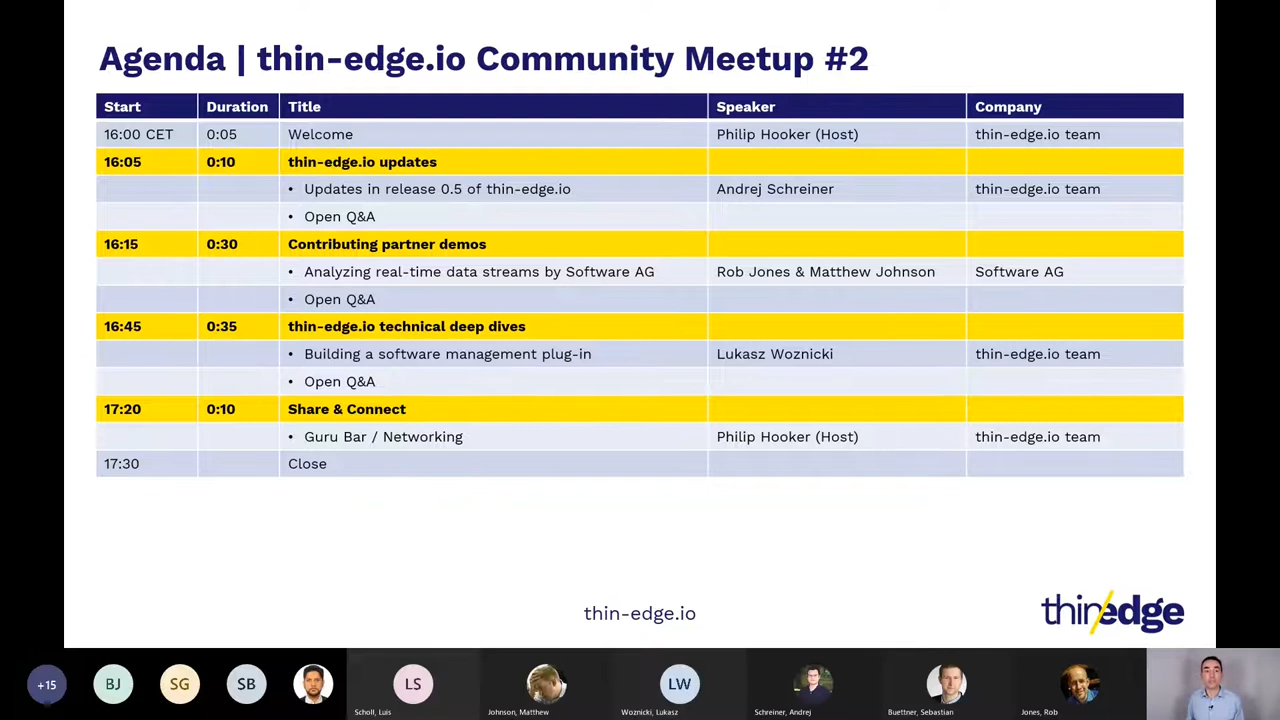 Agenda | thin-edge.io Community Meetup #2
Start Duration Title Speaker Company
16:00 CET 0:05 Welcome Philip Hooker (Host) thin-edge.io team
16:05 0:10 thin-edge.io updates
• Updates in release 0.5 of thin-edge.io Andrej Schreiner thin-edge.io team
• Open Q&A
16:15 0:30 Contributing partner demos
• Analyzing real-time data streams by Software AG Rob Jones & Matthew Johnson Software AG
• Open Q&A
16:45 0:35 thin-edge.io technical deep dives
• Building a software management plug-in Lukasz Woznicki thin-edge.io team
• Open Q&A
17:20 0:10 Share & Connect
• Guru Bar / Networking Philip Hooker (Host) thin-edge.io team
17:30 Close
thin-edge.io
thin/edge
+15 BJ SG SB LS LW
Scholl, Luis Johnson, Matthew Woznicki, Lukasz Schreiner, Andrej Buettner, Sebastian Jones, Rob